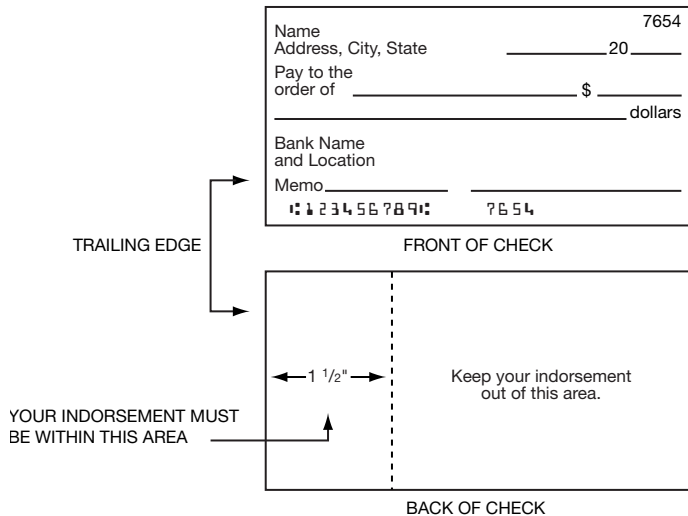 7654
Name
Address, City, State 20
Pay to the
order of $
dollars
Bank Name
and Location
Memo
⑆123456789⑆ 7654
TRAILING EDGE
FRONT OF CHECK
1 1/2"
Keep your indorsement
out of this area.
YOUR INDORSEMENT MUST
BE WITHIN THIS AREA
BACK OF CHECK